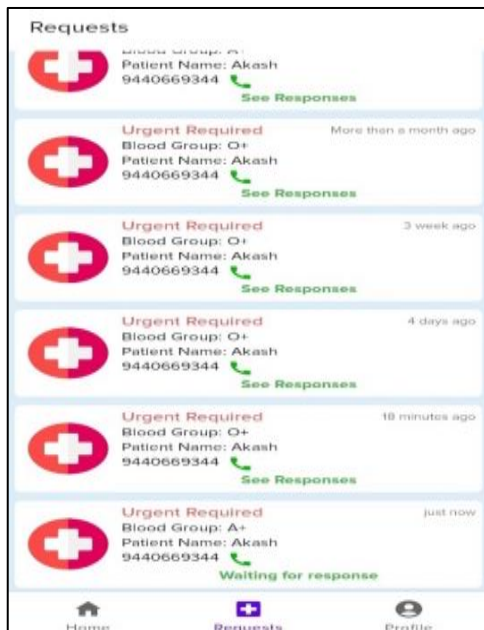 Requests
Blood Group: A+
Patient Name: Akash
9440669344
See Responses
Urgent Required More than a month ago
Blood Group: O+
Patient Name: Akash
9440669344
See Responses
Urgent Required 3 week ago
Blood Group: O+
Patient Name: Akash
9440669344
See Responses
Urgent Required 4 days ago
Blood Group: O+
Patient Name: Akash
9440669344
See Responses
Urgent Required 18 minutes ago
Blood Group: O+
Patient Name: Akash
9440669344
See Responses
Urgent Required just now
Blood Group: A+
Patient Name: Akash
9440669344
Waiting for response
Home Requests Profile